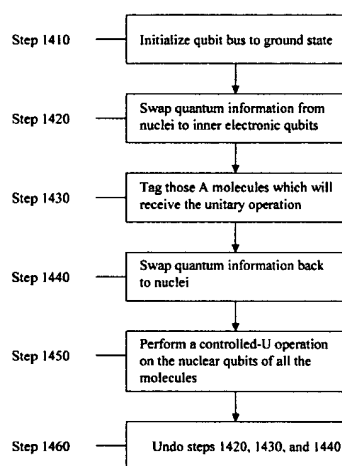 Step 1410
Initialize qubit bus to ground state
Step 1420
Swap quantum information from
nuclei to inner electronic qubits
Step 1430
Tag those A molecules which will
receive the unitary operation
Step 1440
Swap quantum information back
to nuclei
Step 1450
Perform a controlled-U operation
on the nuclear qubits of all the
molecules
Step 1460
Undo steps 1420, 1430, and 1440